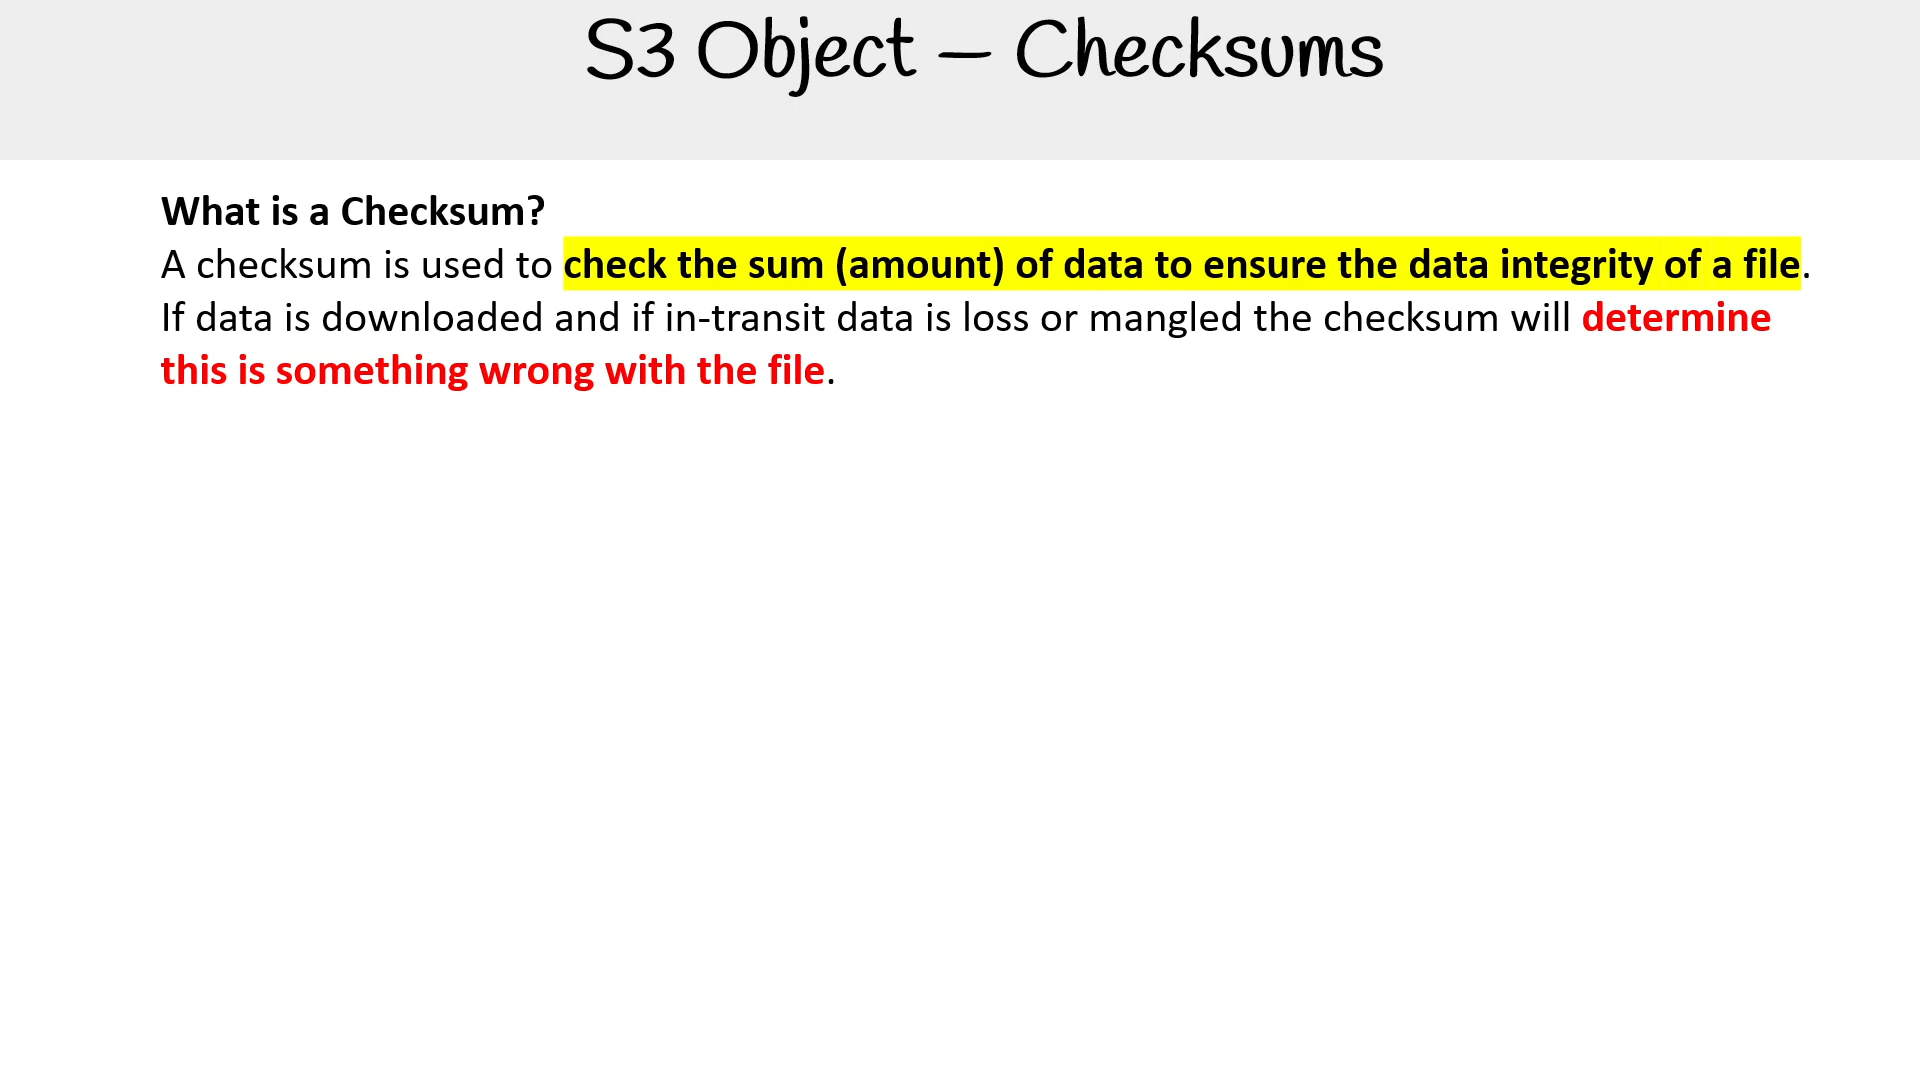 S3 Object – Checksums
What is a Checksum?
A checksum is used to check the sum (amount) of data to ensure the data integrity of a file.
If data is downloaded and if in-transit data is loss or mangled the checksum will determine
this is something wrong with the file.